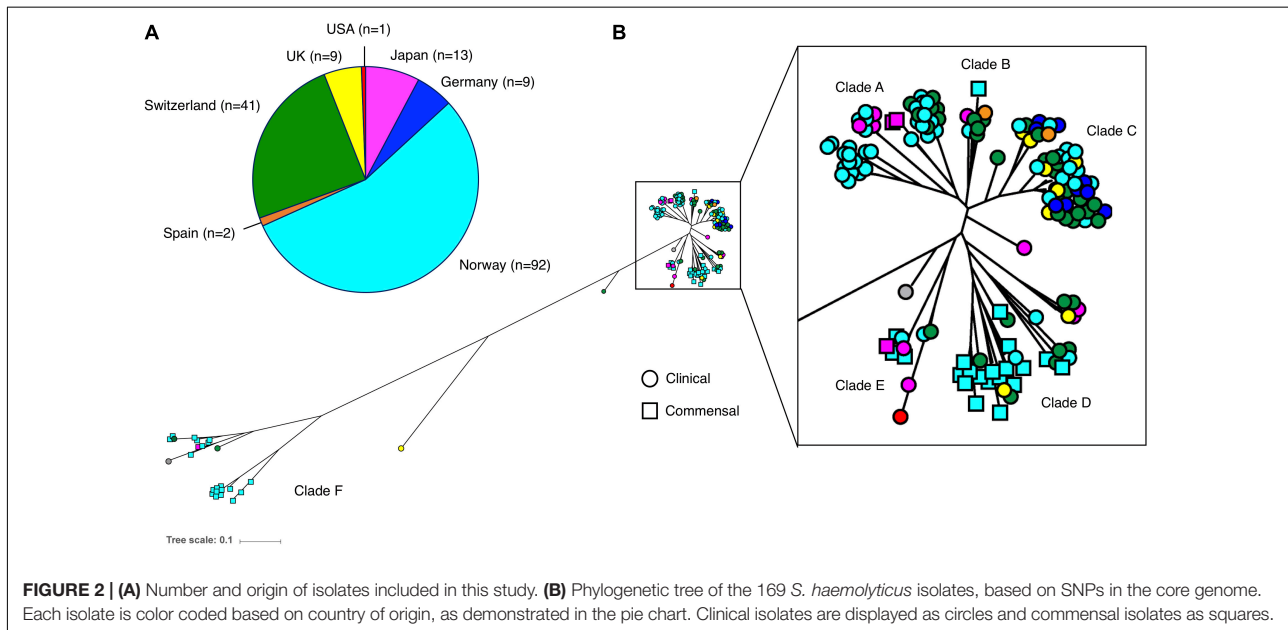 A
USA (n=1)
UK (n=9)
Japan (n=13)
Germany (n=9)
Switzerland (n=41)
Spain (n=2)
Norway (n=92)
B
Clade B
Clade A
Clade C
Clade E
Clade D
Clinical
Commensal
Clade F
Tree scale: 0.1
FIGURE 2 | (A) Number and origin of isolates included in this study. (B) Phylogenetic tree of the 169 S. haemolyticus isolates, based on SNPs in the core genome.
Each isolate is color coded based on country of origin, as demonstrated in the pie chart. Clinical isolates are displayed as circles and commensal isolates as squares.